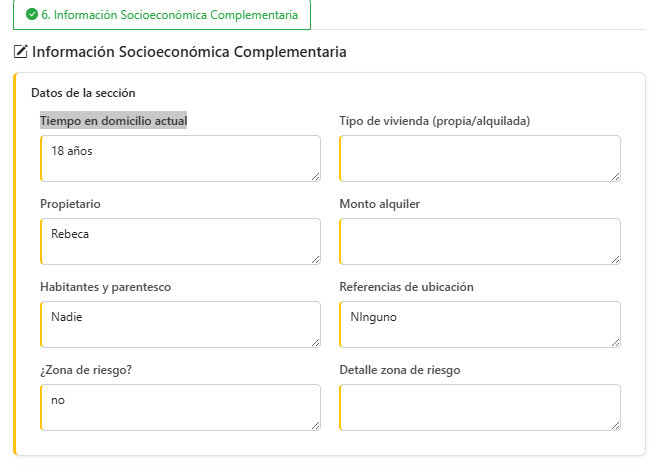 6. Información Socioeconómica Complementaria
Información Socioeconómica Complementaria
Datos de la sección
Tiempo en domicilio actual
18 años
Tipo de vivienda (propia/alquilada)
Propietario
Rebeca
Monto alquiler
Habitantes y parentesco
Nadie
Referencias de ubicación
NInguno
¿Zona de riesgo?
no
Detalle zona de riesgo